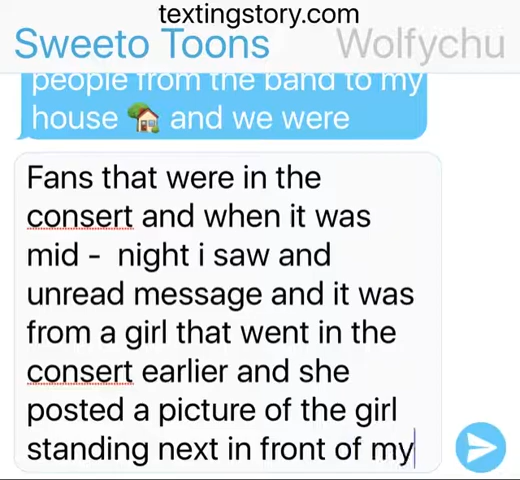 textingstory.com
Sweeto Toons Wolfychu
people from the band to my
house 🏡 and we were
Fans that were in the
consert and when it was
mid -  night i saw and
unread message and it was
from a girl that went in the
consert earlier and she
posted a picture of the girl
standing next in front of my